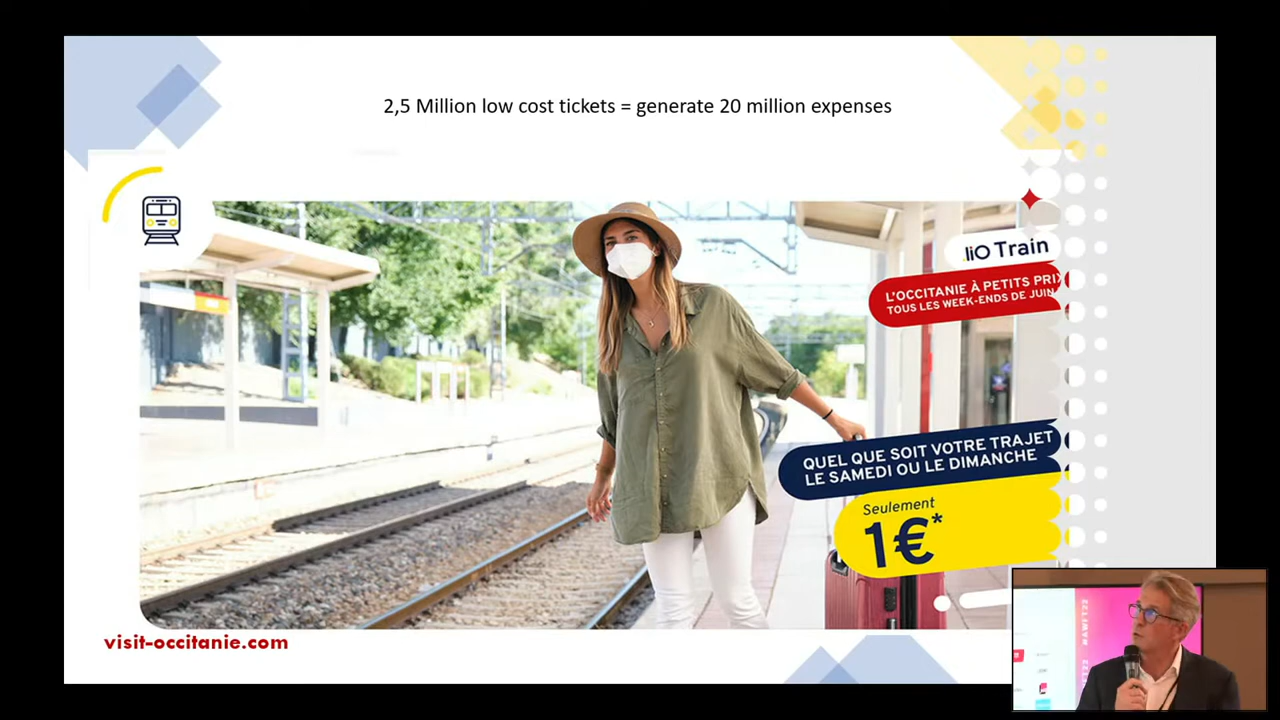 2,5 Million low cost tickets = generate 20 million expenses
.liO Train
L'OCCITANIE À PETITS PRIX
TOUS LES WEEK-ENDS DE JUIN
QUEL QUE SOIT VOTRE TRAJET
LE SAMEDI OU LE DIMANCHE
Seulement
1€*
visit-occitanie.com